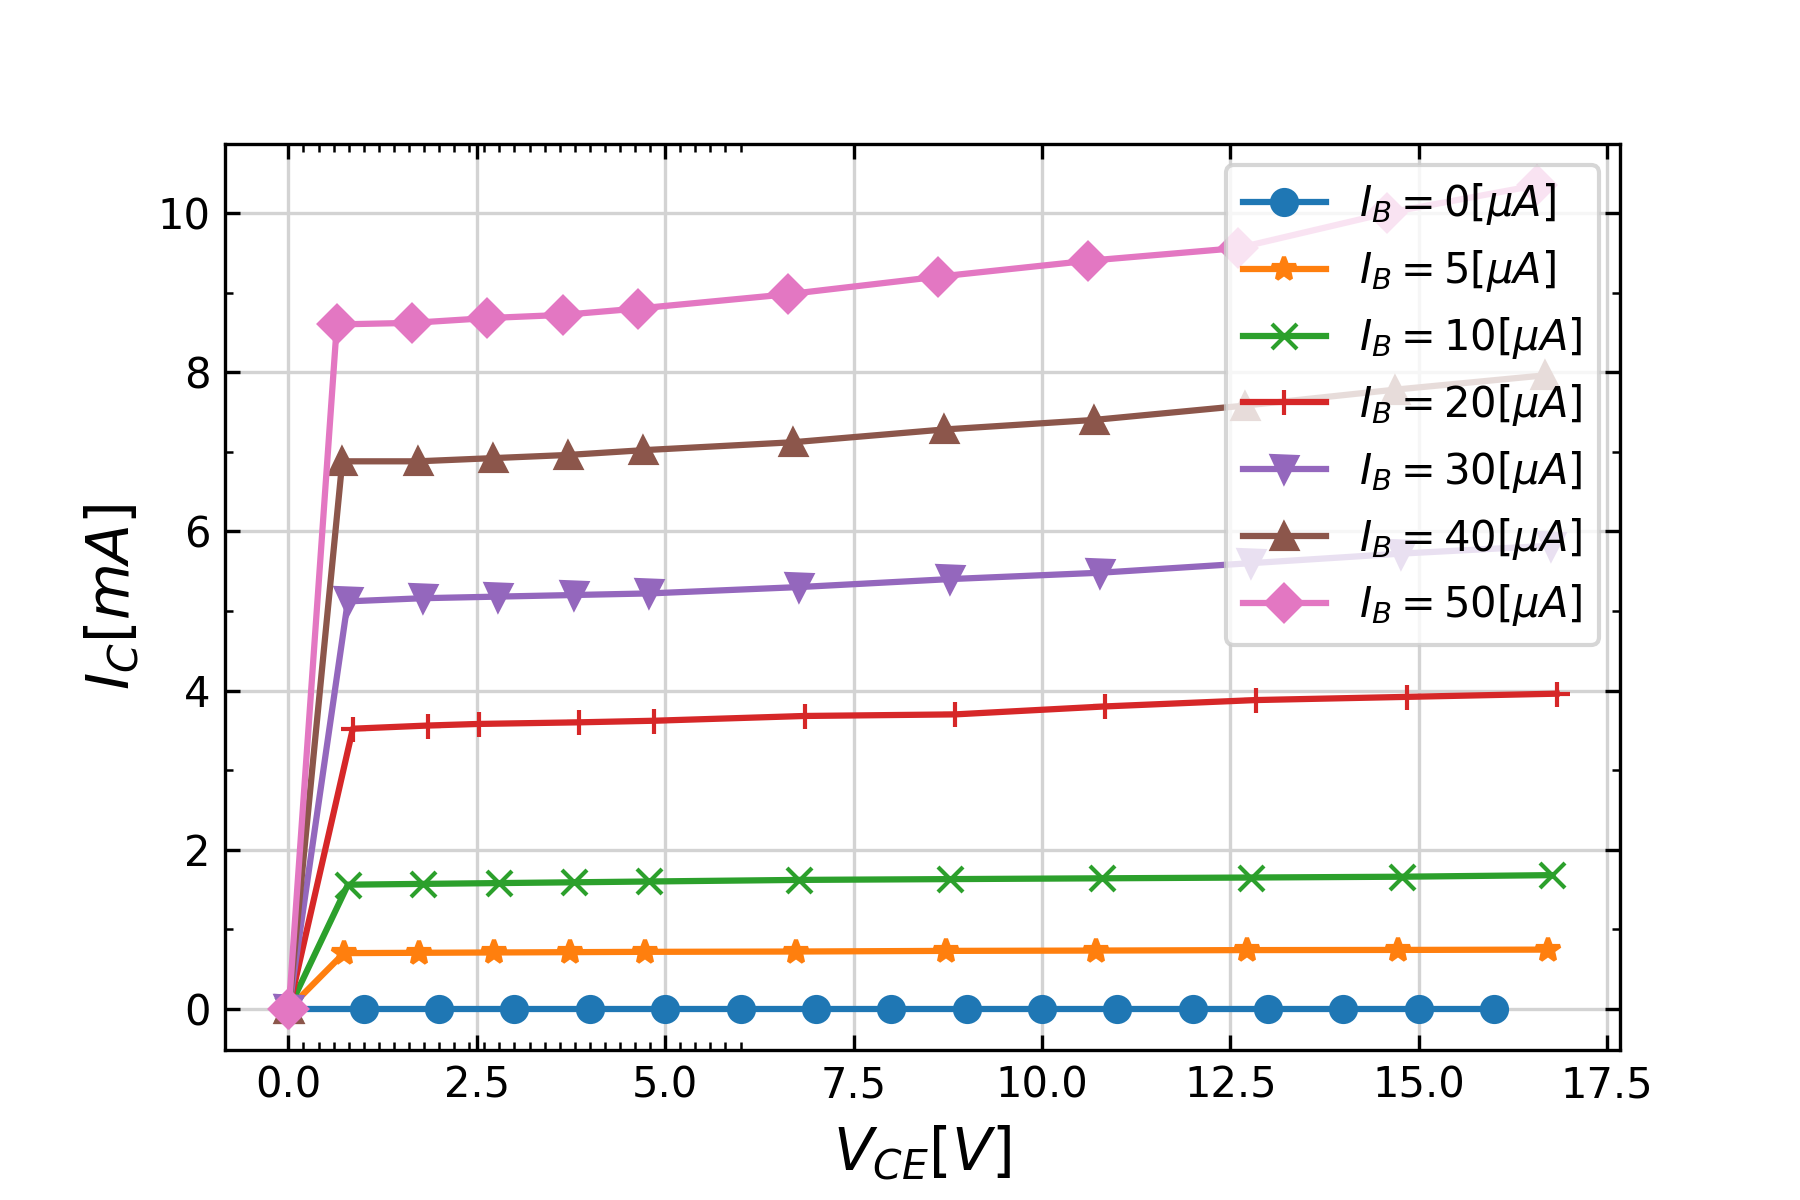 I_C[mA]
10
8
6
4
2
0
0.0 2.5 5.0 7.5 10.0 12.5 15.0 17.5
V_CE[V]
I_B = 0[μA]
I_B = 5[μA]
I_B = 10[μA]
I_B = 20[μA]
I_B = 30[μA]
I_B = 40[μA]
I_B = 50[μA]